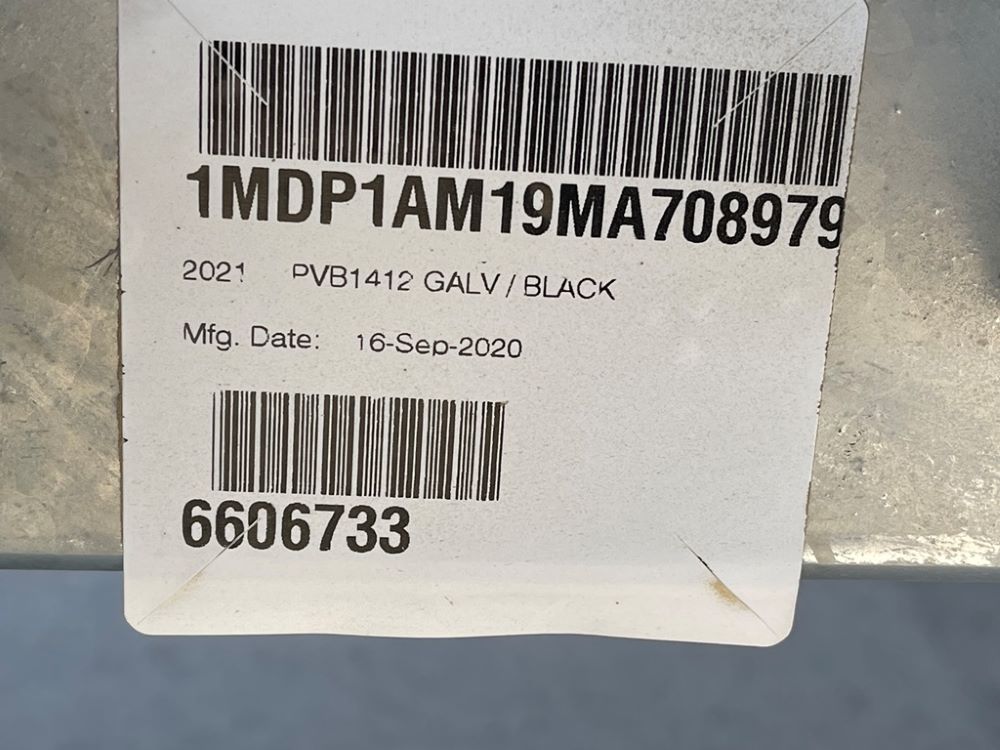 1MDP1AM19MA708979
2021 PVB1412 GALV / BLACK
Mfg. Date: 16-Sep-2020
6606733